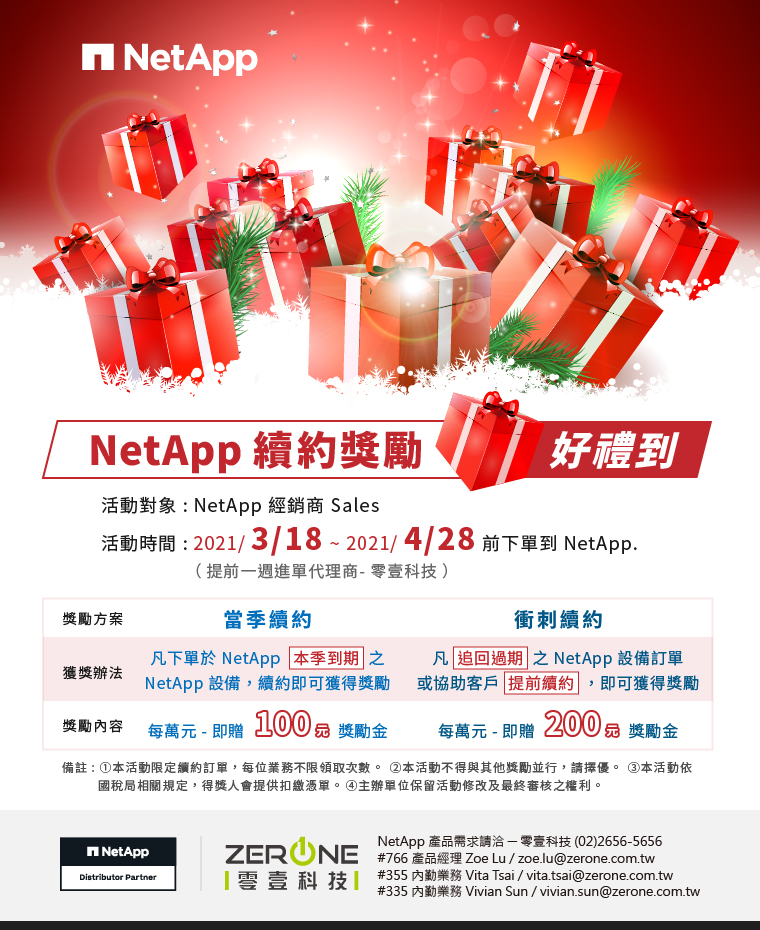 NetApp
NetApp 續約獎勵 好禮到
活動對象 : NetApp 經銷商 Sales
活動時間 : 2021/ 3/18 ~ 2021/ 4/28 前下單到 NetApp.
( 提前一週進單代理商- 零壹科技 )
獎勵方案 當季續約 衝刺續約
獲獎辦法 凡下單於 NetApp 本季到期 之 凡 追回過期 之 NetApp 設備訂單
NetApp 設備，續約即可獲得獎勵 或協助客戶 提前續約 ，即可獲得獎勵
獎勵內容 每萬元 - 即贈 100元 獎勵金 每萬元 - 即贈 200元 獎勵金
備註 : ①本活動限定續約訂單，每位業務不限領取次數。 ②本活動不得與其他獎勵並行，請擇優。 ③本活動依
國稅局相關規定，得獎人會提供扣繳憑單。④主辦單位保留活動修改及最終審核之權利。
NetApp
Distributor Partner
ZERONE
零壹科技
NetApp 產品需求請洽 — 零壹科技 (02)2656-5656
#766 產品經理 Zoe Lu / zoe.lu@zerone.com.tw
#355 內勤業務 Vita Tsai / vita.tsai@zerone.com.tw
#335 內勤業務 Vivian Sun / vivian.sun@zerone.com.tw